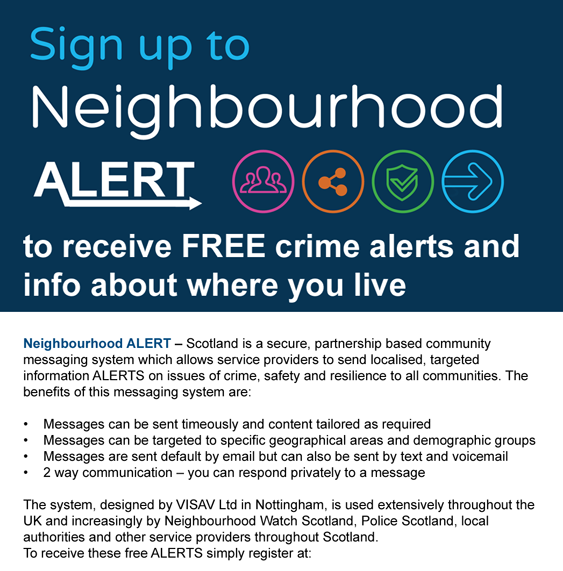 Sign up to
Neighbourhood
ALERT
to receive FREE crime alerts and
info about where you live
Neighbourhood ALERT – Scotland is a secure, partnership based community
messaging system which allows service providers to send localised, targeted
information ALERTS on issues of crime, safety and resilience to all communities. The
benefits of this messaging system are:
• Messages can be sent timeously and content tailored as required
• Messages can be targeted to specific geographical areas and demographic groups
• Messages are sent default by email but can also be sent by text and voicemail
• 2 way communication – you can respond privately to a message
The system, designed by VISAV Ltd in Nottingham, is used extensively throughout the
UK and increasingly by Neighbourhood Watch Scotland, Police Scotland, local
authorities and other service providers throughout Scotland.
To receive these free ALERTS simply register at: